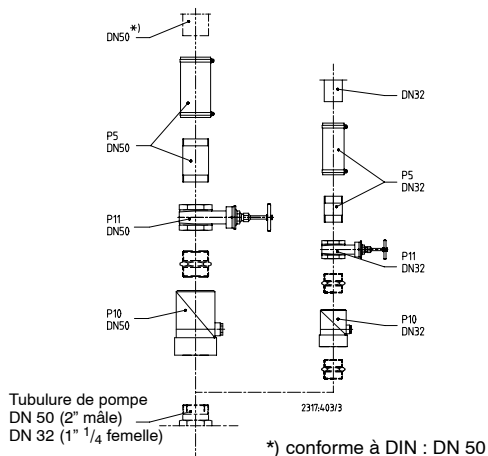 DN50 *)
DN32
P5
DN50
P5
DN32
P11
DN50
P11
DN32
P10
DN50
P10
DN32
Tubulure de pompe
DN 50 (2” mâle)
DN 32 (1” 1/4 femelle)
2317:403/3
*) conforme à DIN : DN 50